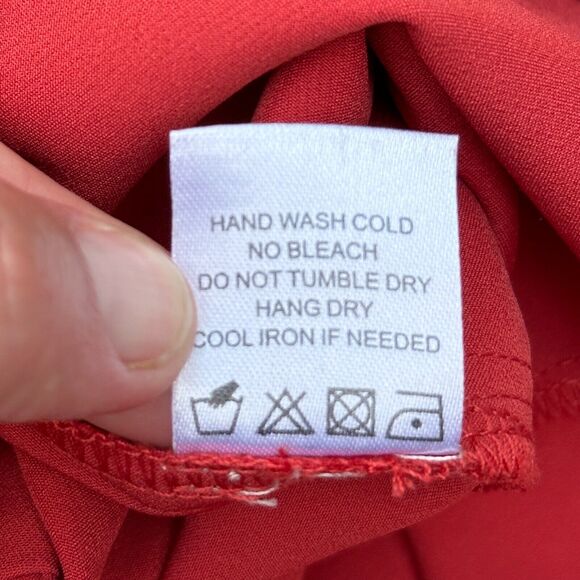 HAND WASH COLD
NO BLEACH
DO NOT TUMBLE DRY
HANG DRY
COOL IRON IF NEEDED